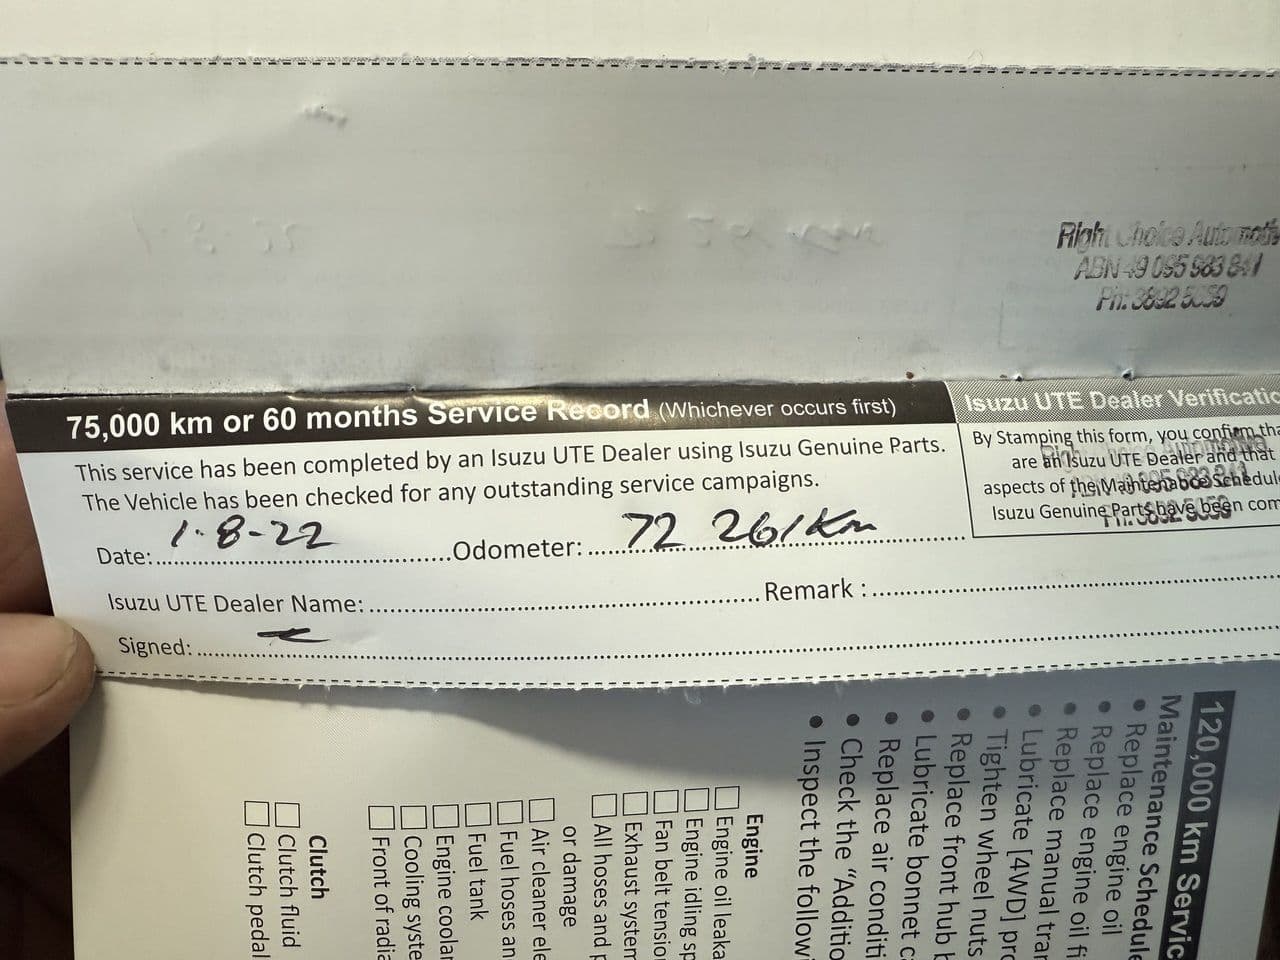 Right Choice Automoti
ABN 49 095 983 841
Ph: 3892 5059
75,000 km or 60 months Service Record (Whichever occurs first)
This service has been completed by an Isuzu UTE Dealer using Isuzu Genuine Parts.
The Vehicle has been checked for any outstanding service campaigns.
Date: 1-8-22 Odometer: 72 261 Km
Isuzu UTE Dealer Name: Remark :
Signed:
Isuzu UTE Dealer Verificatio
By Stamping this form, you confirm tha
are an Isuzu UTE Dealer and that
aspects of the Maintenance Schedul
Isuzu Genuine Parts have been com
120,000 km Servic
Maintenance Schedule
• Replace engine oil
• Replace engine oil fi
• Replace manual tran
• Lubricate [4WD] pro
• Tighten wheel nuts
• Replace front hub b
• Lubricate bonnet ca
• Replace air conditi
• Check the "Additio
• Inspect the followi
Engine
Engine oil leaka
Engine idling sp
Fan belt tension
Exhaust system
All hoses and p
or damage
Air cleaner ele
Fuel hoses an
Fuel tank
Engine coolan
Cooling syste
Front of radia
Clutch
Clutch fluid
Clutch pedal